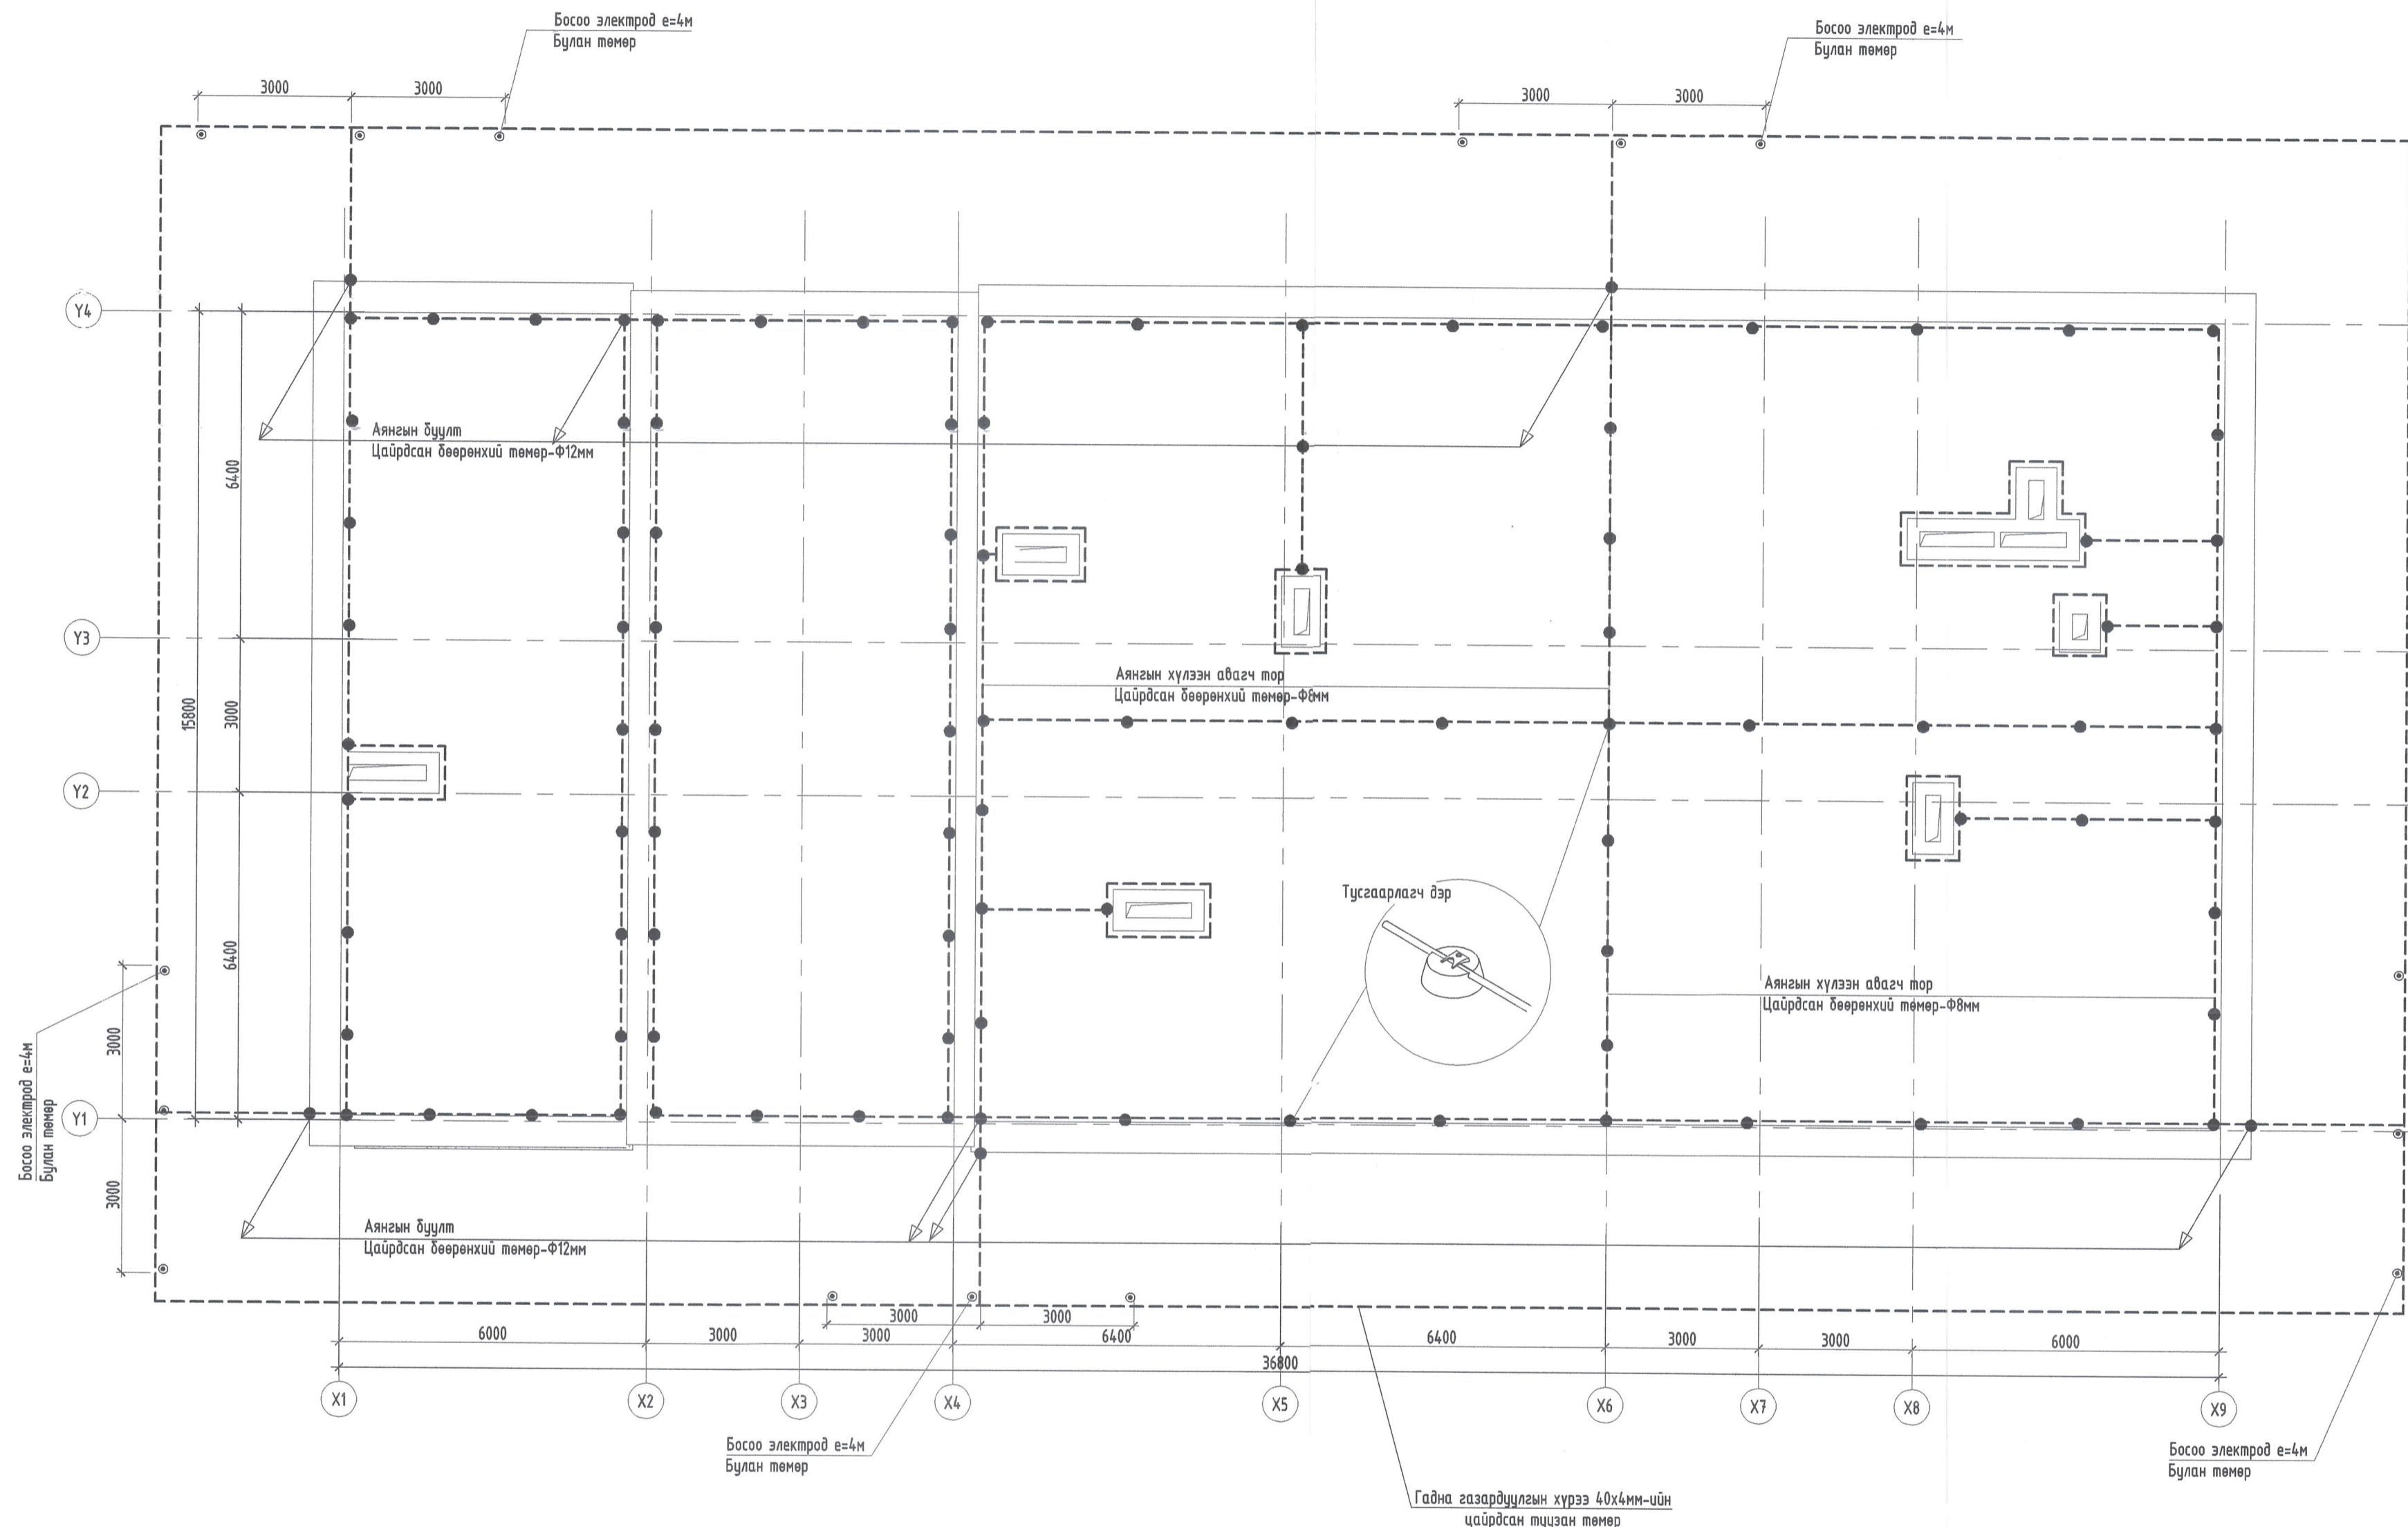 Босоо электрод е=4м
Булан төмөр
Босоо электрод е=4м
Булан төмөр
3000
3000
3000
3000
Y4
Аянгын буулт
Цайрдсан бөөрөнхий төмөр-Ф12мм
6400
Y3
Аянгын хүлээн авагч тор
Цайрдсан бөөрөнхий төмөр-Ф8мм
15800
3000
Y2
Тусгаарлагч дэр
6400
Аянгын хүлээн авагч тор
Цайрдсан бөөрөнхий төмөр-Ф8мм
3000
Босоо электрод е=4м
Булан төмөр
Y1
3000
Аянгын буулт
Цайрдсан бөөрөнхий төмөр-Ф12мм
3000
3000
6000
3000
3000
6400
6400
3000
3000
6000
36800
X1
X2
X3
X4
X5
X6
X7
X8
X9
Босоо электрод е=4м
Булан төмөр
Босоо электрод е=4м
Булан төмөр
Гадна газардуулгын хүрээ 40х4мм-ийн
цайрдсан туузан төмөр